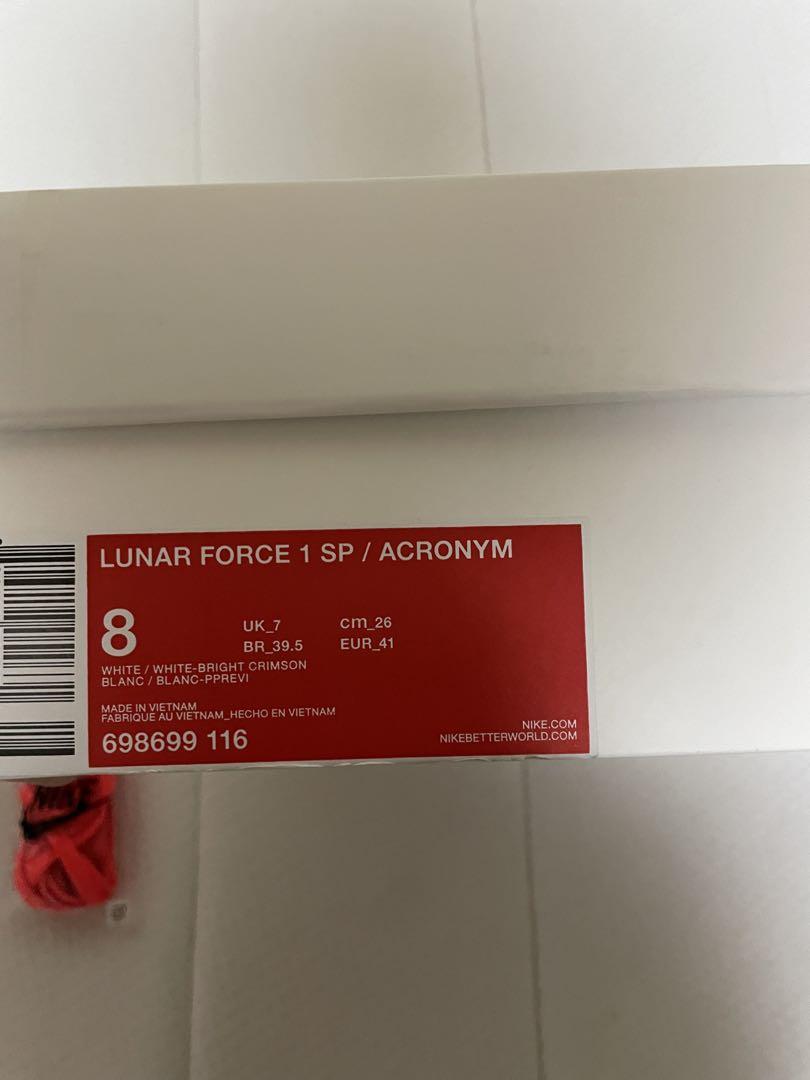 LUNAR FORCE 1 SP / ACRONYM
8
UK_7 cm_26
BR_39.5 EUR_41
WHITE / WHITE-BRIGHT CRIMSON
BLANC / BLANC-PPREVI
MADE IN VIETNAM
FABRIQUE AU VIETNAM_HECHO EN VIETNAM
698699 116
NIKE.COM
NIKEBETTERWORLD.COM